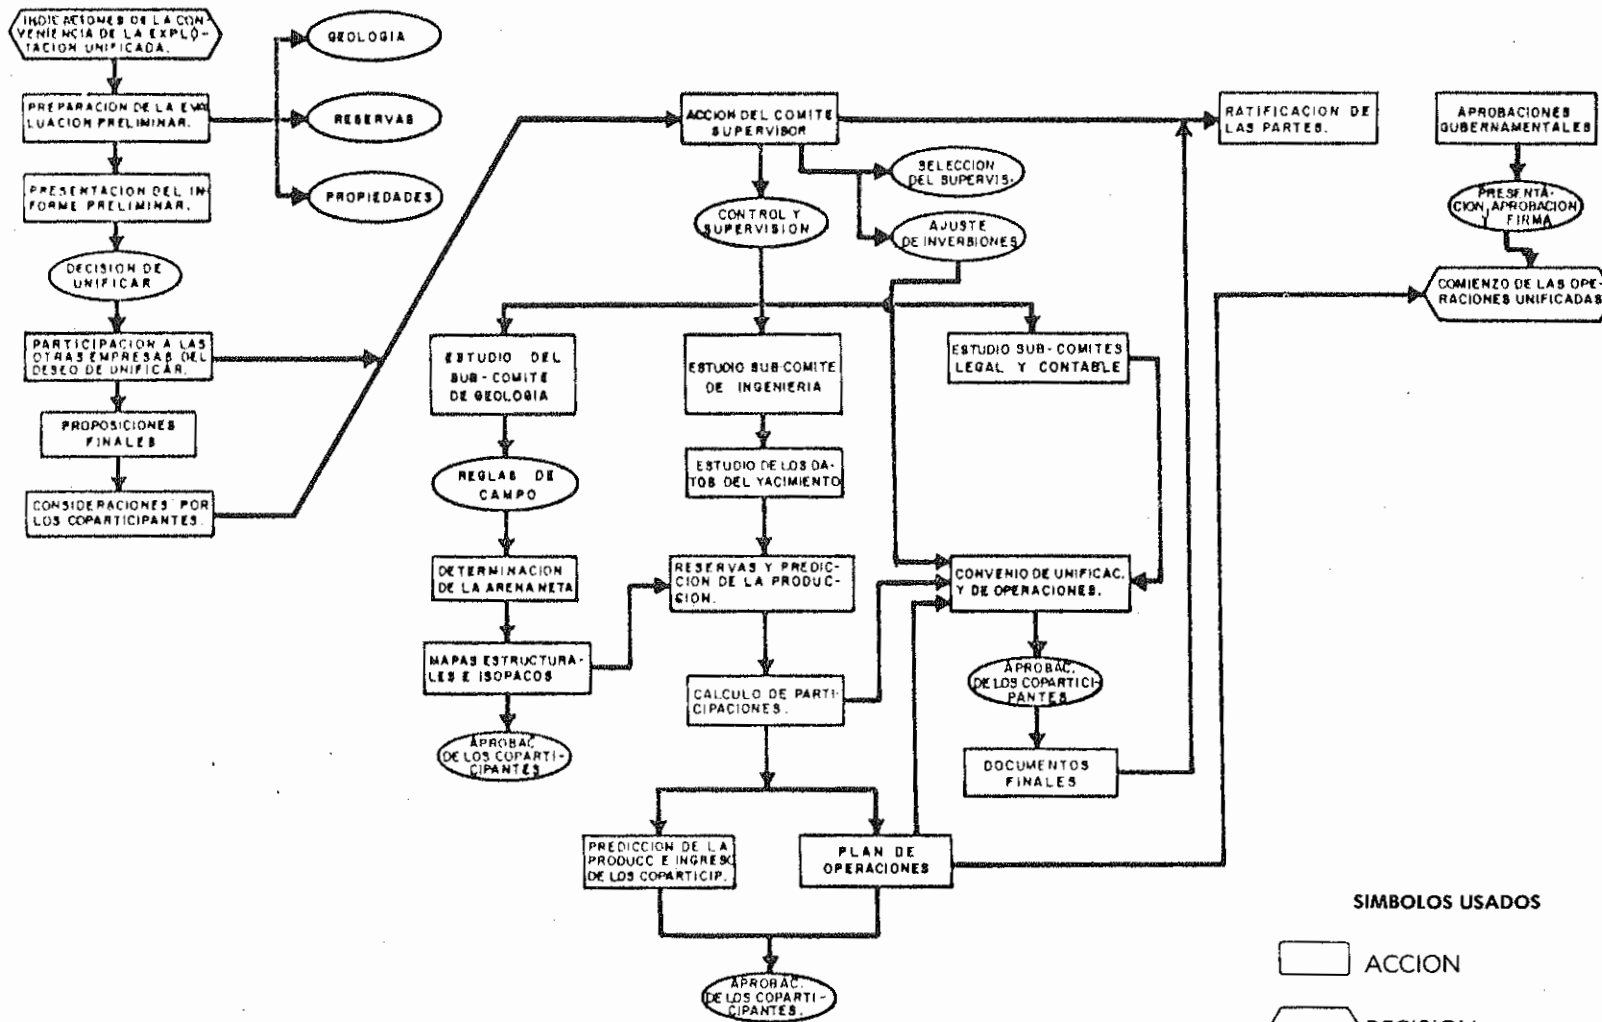 INDICACIONES DE LA CON-
VENIENCIA DE LA EXPLO-
TACION UNIFICADA.
PREPARACION DE LA EVA
LUACION PRELIMINAR.
PRESENTACION DEL IN-
FORME PRELIMINAR.
DECISION DE
UNIFICAR
PARTICIPACION A LAS
OTRAS EMPRESAS DEL
DESEO DE UNIFICAR.
PROPOSICIONES
FINALES
CONSIDERACIONES POR
LOS COPARTICIPANTES.
GEOLOGIA
RESERVAS
PROPIEDADES
ACCION DEL COMITE
SUPERVISOR
CONTROL Y
SUPERVISION
SELECCION
DEL SUPERVIS.
AJUSTE
DE INVERSIONES
ESTUDIO DEL
SUB-COMITE
DE GEOLOGIA
REGLAS DE
CAMPO
DETERMINACION
DE LA ARENA NETA
MAPAS ESTRUCTURA-
LES E ISOPACOS
APROBAC.
DE LOS COPARTI-
CIPANTES
ESTUDIO SUB-COMITE
DE INGENIERIA
ESTUDIO DE LOS DA-
TOS DEL YACIMIENTO
RESERVAS Y PREDIC-
CION DE LA PRODUC-
CION.
CALCULO DE PARTI-
CIPACIONES.
PREDICCION DE LA
PRODUCC E INGRESO
DE LOS COPARTICIP.
PLAN DE
OPERACIONES
APROBAC.
DE LOS COPARTI-
CIPANTES.
ESTUDIO SUB-COMITES
LEGAL Y CONTABLE
CONVENIO DE UNIFICAC.
Y DE OPERACIONES.
APROBAC.
DE LOS COPARTICI-
PANTES
DOCUMENTOS
FINALES
RATIFICACION DE
LAS PARTES.
APROBACIONES
GUBERNAMENTALES
PRESENTA-
CION, APROBACION
Y FIRMA
COMIENZO DE LAS OPE-
RACIONES UNIFICADAS
SIMBOLOS USADOS
ACCION